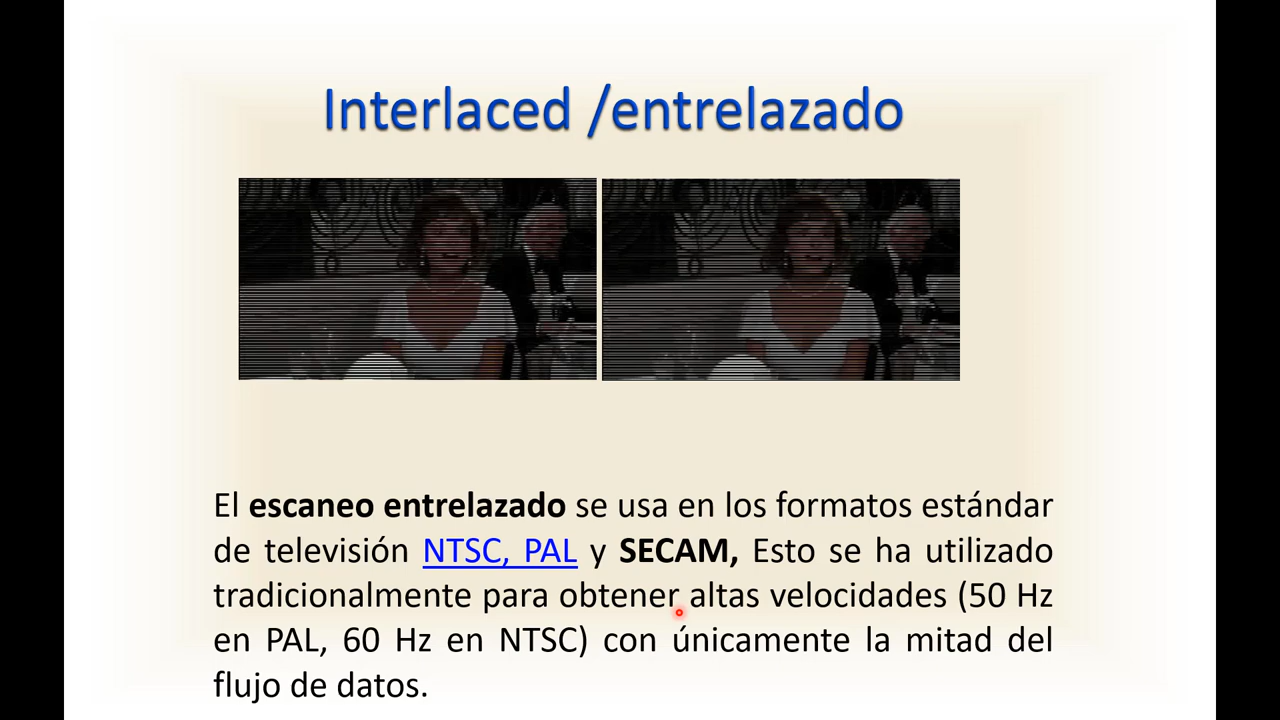 Interlaced /entrelazado
El escaneo entrelazado se usa en los formatos estándar
de televisión NTSC, PAL y SECAM, Esto se ha utilizado
tradicionalmente para obtener altas velocidades (50 Hz
en PAL, 60 Hz en NTSC) con únicamente la mitad del
flujo de datos.